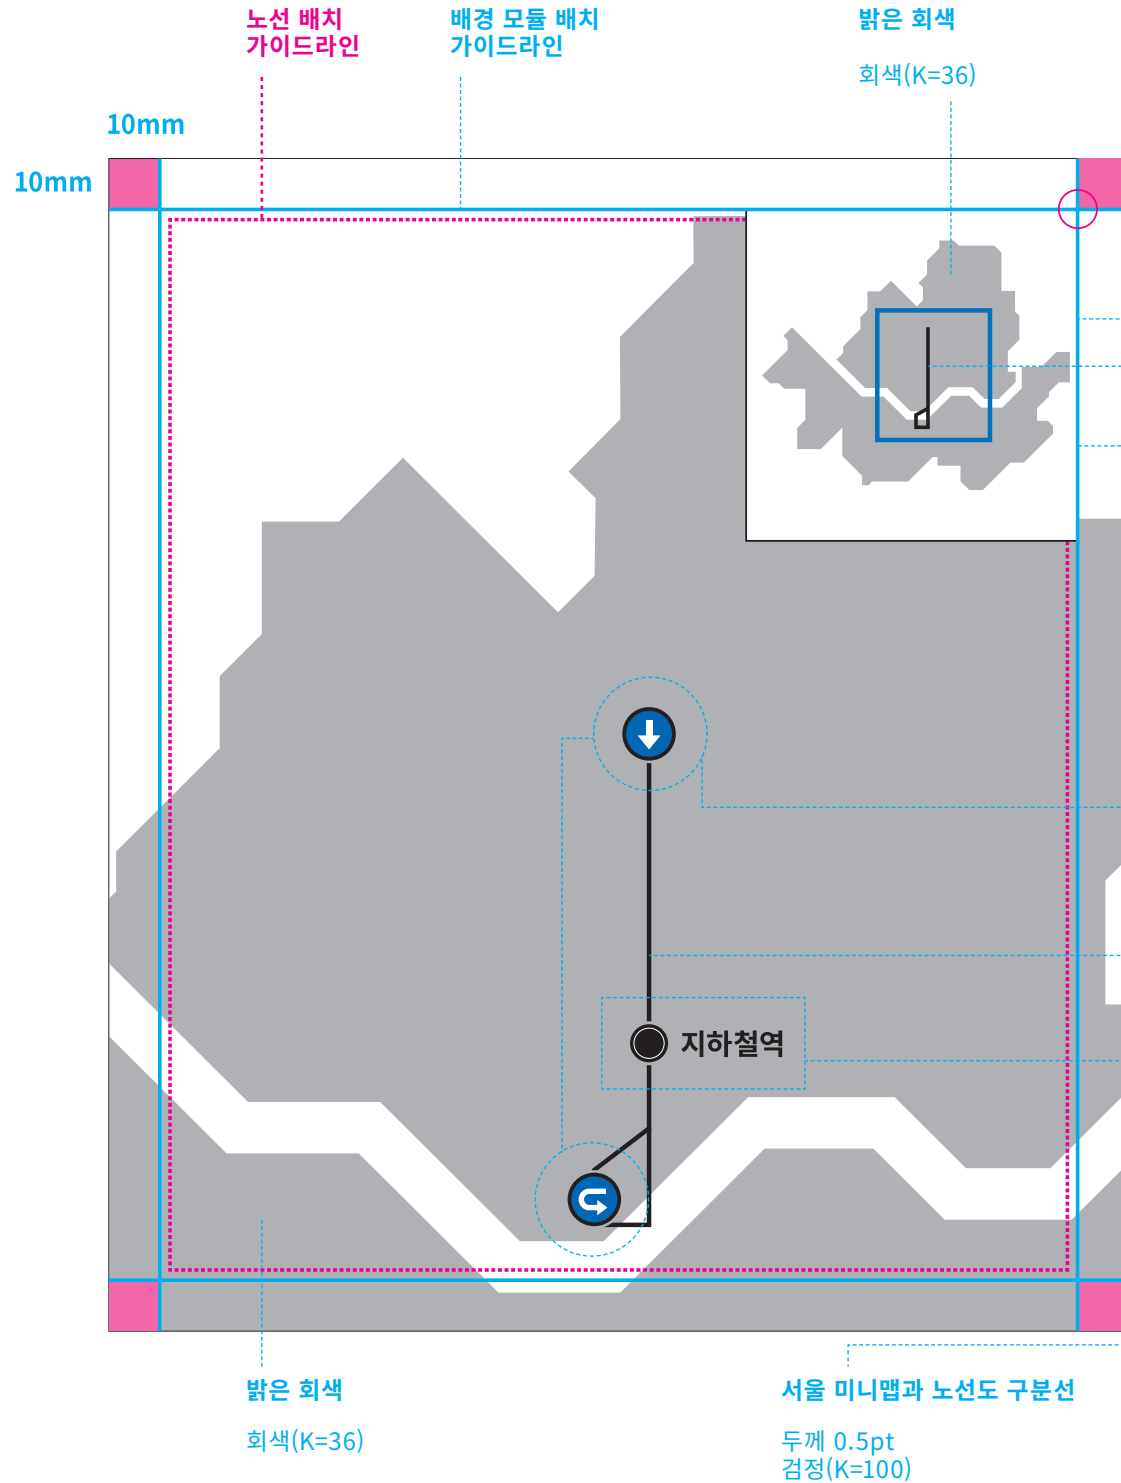 노선 배치
가이드라인
배경 모듈 배치
가이드라인
밝은 회색
회색(K=36)
10mm
10mm
지하철역
밝은 회색
회색(K=36)
서울 미니맵과 노선도 구분선
두께 0.5pt
검정(K=100)